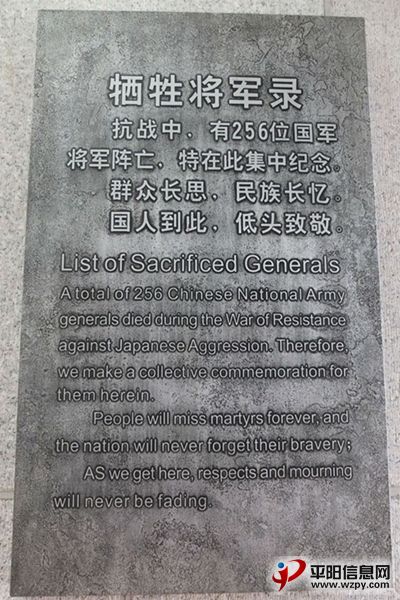 牺牲将军录
抗战中，有256位国军
将军阵亡，特在此集中纪念。
群众长思，民族长忆。
国人到此，低头致敬。
List of Sacrificed Generals
A total of 256 Chinese National Army
generals died during the War of Resistance
against Japanese Aggression. Therefore,
we make a collective commemoration for
them herein.
People will miss martyrs forever, and
the nation will never forget their bravery;
AS we get here, respects and mourning
will never be fading.
平阳信息网
www.wzpy.com